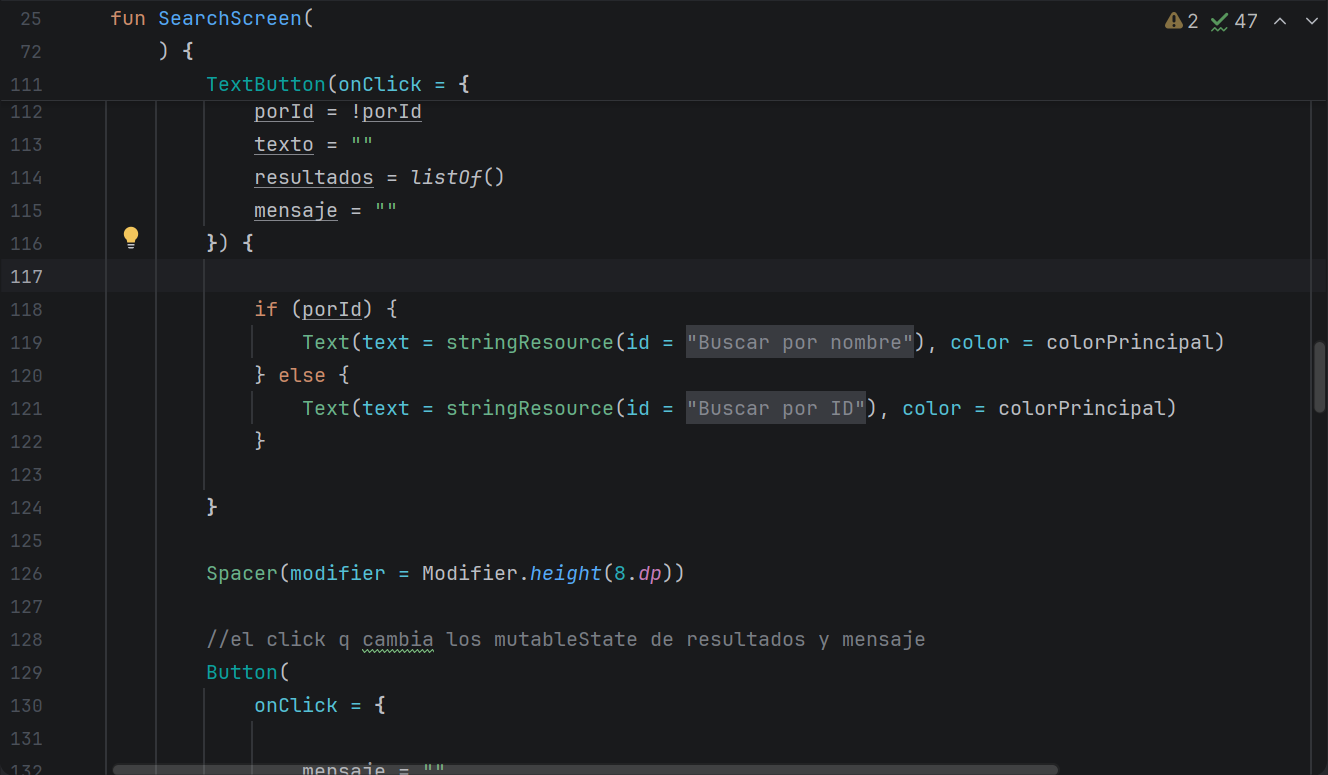 25 fun SearchScreen( 2 47
72 ) {
111 TextButton(onClick = {
112 porId = !porId
113 texto = ""
114 resultados = listOf()
115 mensaje = ""
116 }) {
117
118 if (porId) {
119 Text(text = stringResource(id = "Buscar por nombre"), color = colorPrincipal)
120 } else {
121 Text(text = stringResource(id = "Buscar por ID"), color = colorPrincipal)
122 }
123
124 }
125
126 Spacer(modifier = Modifier.height(8.dp))
127
128 //el click q cambia los mutableState de resultados y mensaje
129 Button(
130 onClick = {
131
132 mensaje = ""